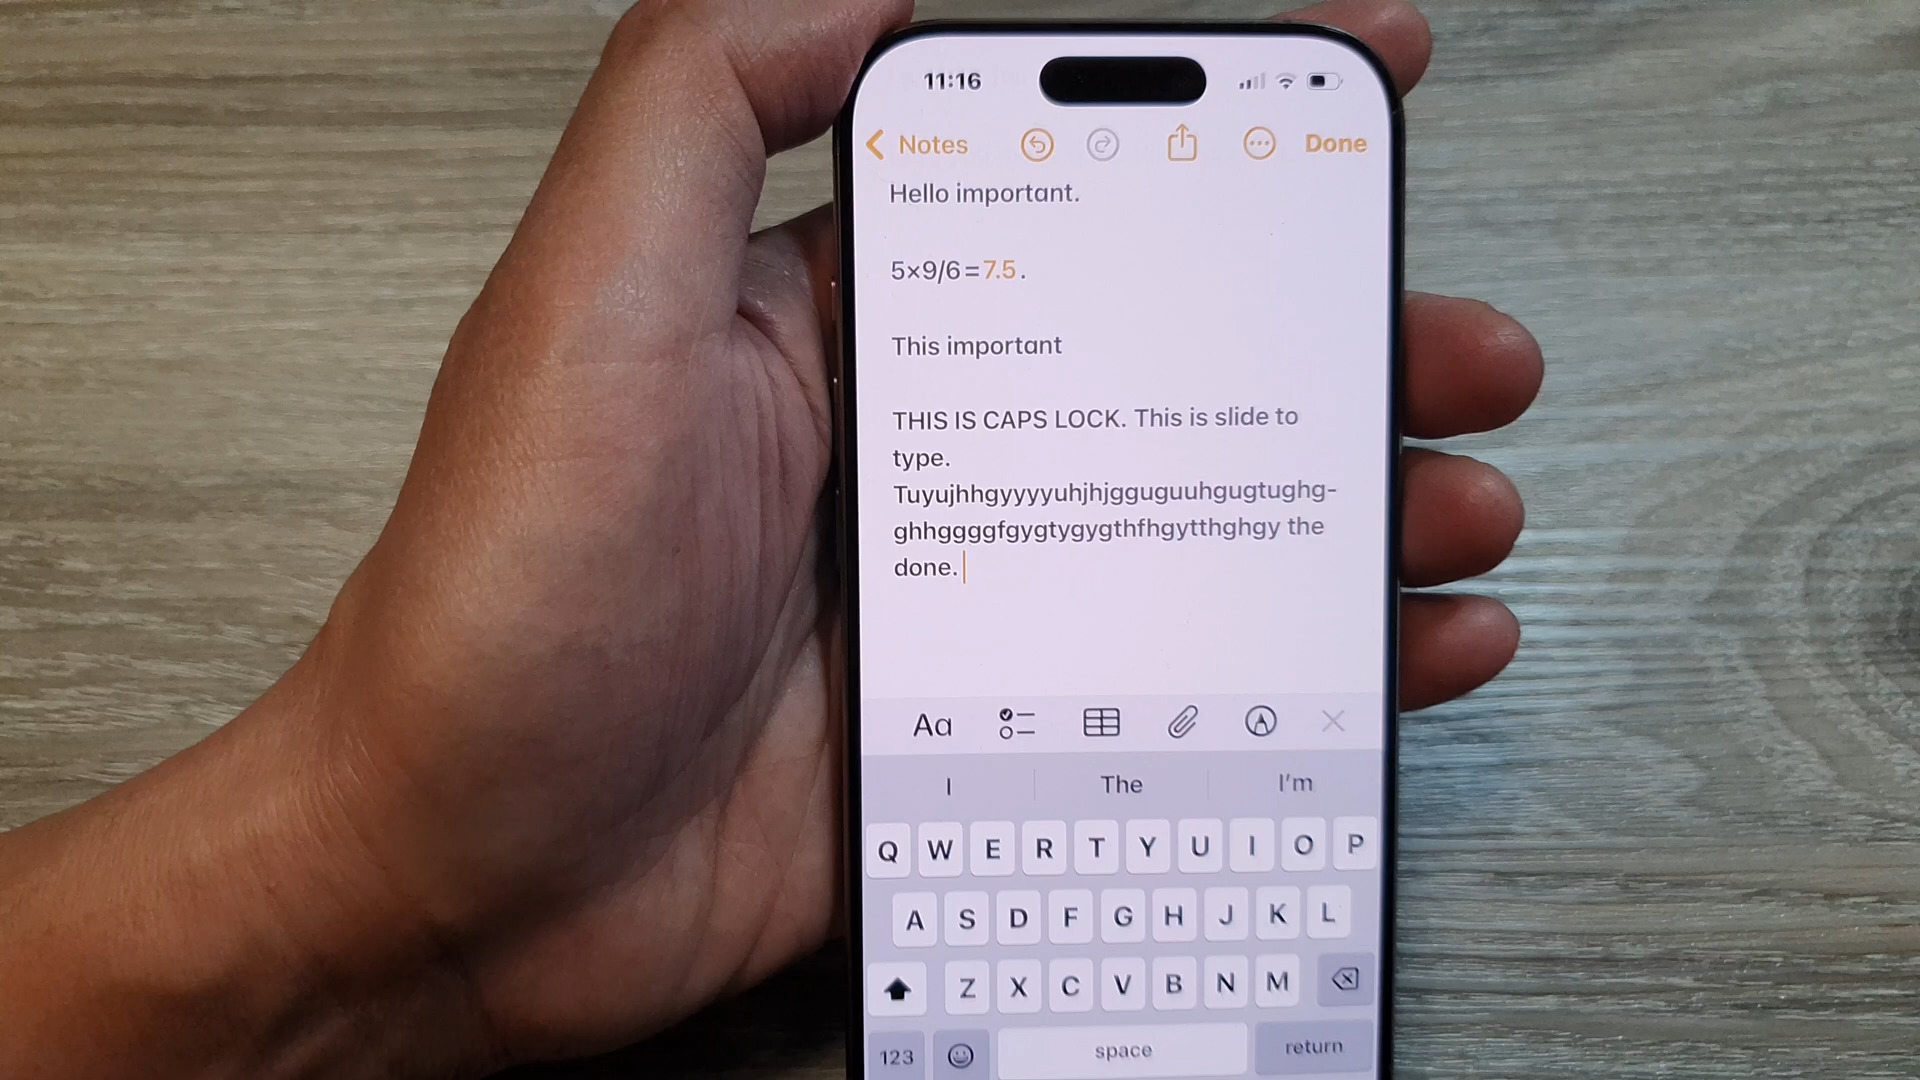 11:16
Notes
Done
Hello important.
5×9/6=7.5.
This important
THIS IS CAPS LOCK. This is slide to
type.
Tuyujhhgyyyyuhjhjgguguuhgugtughg-
ghhggggfgygtygygthfhgytthghgy the
done.
Aa
I The I'm
Q W E R T Y U I O P
A S D F G H J K L
Z X C V B N M
123 space return